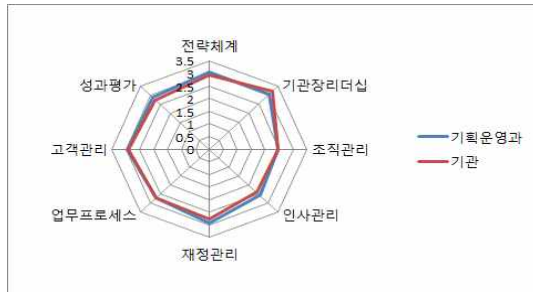 전략체계
3.5
3
2.5
2
1.5
1
0.5
0
기관장리더십
조직관리
인사관리
재정관리
업무프로세스
고객관리
성과평가
기획운영과
기관